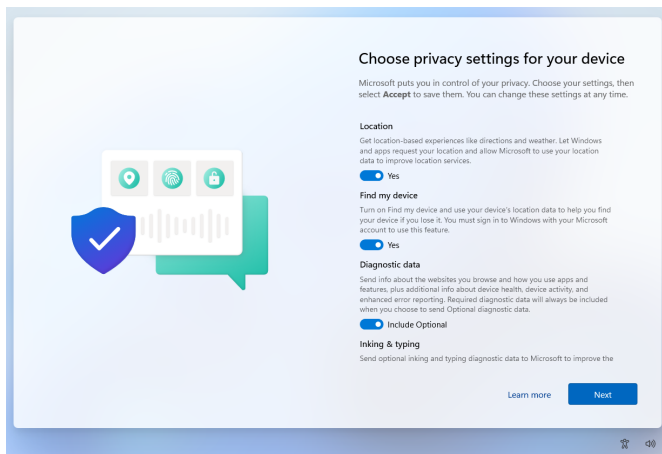 Choose privacy settings for your device
Microsoft puts you in control of your privacy. Choose your settings, then
select Accept to save them. You can change these settings at any time.
Location
Get location-based experiences like directions and weather. Let Windows
and apps request your location and allow Microsoft to use your location
data to improve location services.
Yes
Find my device
Turn on Find my device and use your device's location data to help you find
your device if you lose it. You must sign in to Windows with your Microsoft
account to use this feature.
Yes
Diagnostic data
Send info about the websites you browse and how you use apps and
features, plus additional info about device health, device activity, and
enhanced error reporting. Required diagnostic data will always be included
when you choose to send Optional diagnostic data.
Include Optional
Inking & typing
Send optional inking and typing diagnostic data to Microsoft to improve the
Learn more
Next